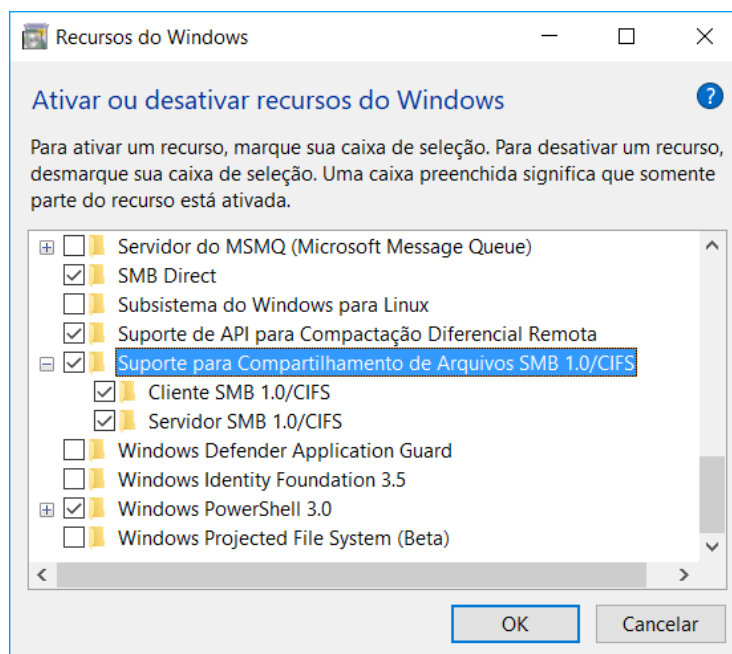 Recursos do Windows
Ativar ou desativar recursos do Windows
?
Para ativar um recurso, marque sua caixa de seleção. Para desativar um recurso,
desmarque sua caixa de seleção. Uma caixa preenchida significa que somente
parte do recurso está ativada.
Servidor do MSMQ (Microsoft Message Queue)
SMB Direct
Subsistema do Windows para Linux
Suporte de API para Compactação Diferencial Remota
Suporte para Compartilhamento de Arquivos SMB 1.0/CIFS
Cliente SMB 1.0/CIFS
Servidor SMB 1.0/CIFS
Windows Defender Application Guard
Windows Identity Foundation 3.5
Windows PowerShell 3.0
Windows Projected File System (Beta)
OK
Cancelar